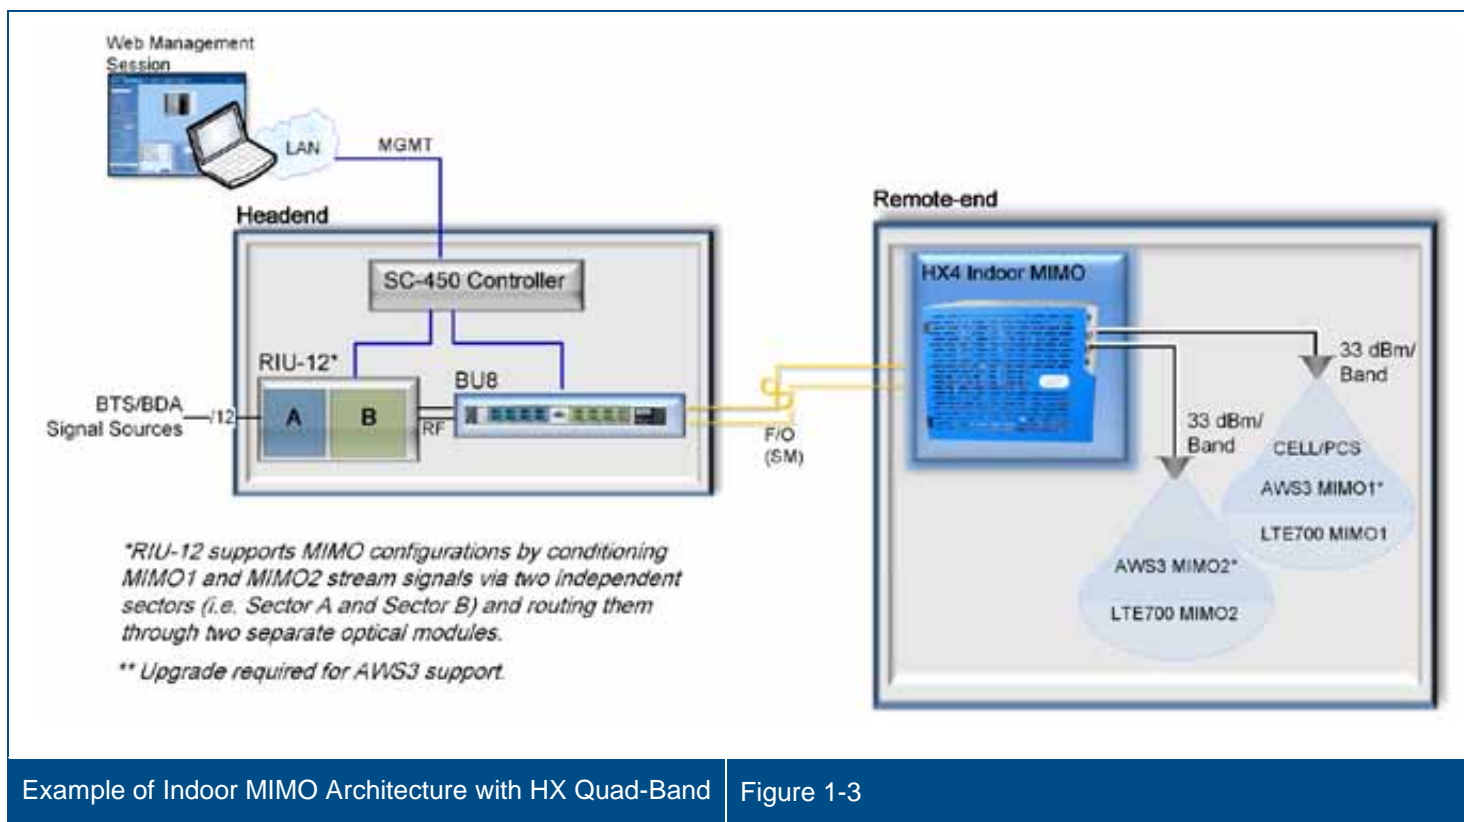 Web Management
Session
LAN
MGMT
Headend
SC-450 Controller
RIU-12*
BU8
BTS/BDA
Signal Sources
/12
A
B
RF
F/O
(SM)
Remote-end
HX4 Indoor MIMO
33 dBm/
Band
33 dBm/
Band
CELL/PCS
AWS3 MIMO1*
LTE700 MIMO1
AWS3 MIMO2*
LTE700 MIMO2
*RIU-12 supports MIMO configurations by conditioning
MIMO1 and MIMO2 stream signals via two independent
sectors (i.e. Sector A and Sector B) and routing them
through two separate optical modules.
** Upgrade required for AWS3 support.
Example of Indoor MIMO Architecture with HX Quad-Band
Figure 1-3